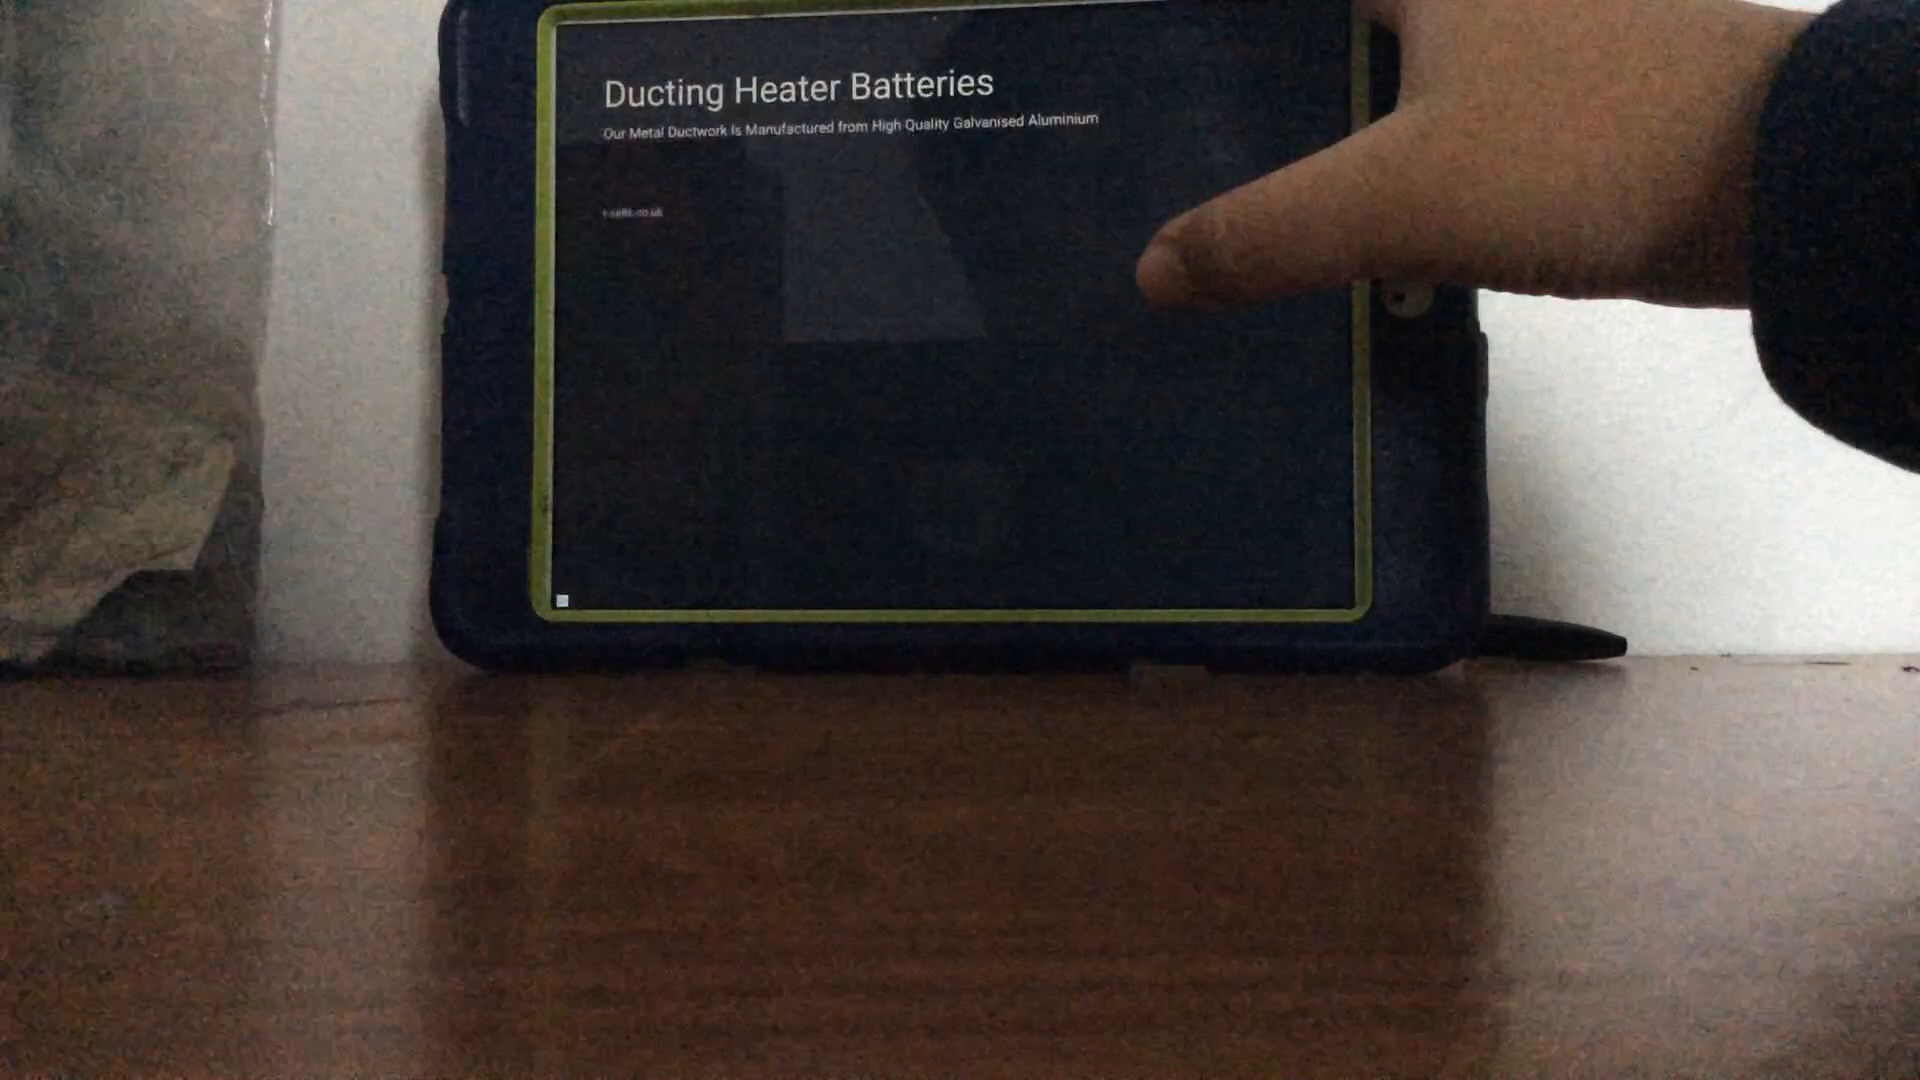 Ducting Heater Batteries
Our Metal Ductwork Is Manufactured from High Quality Galvanised Aluminium